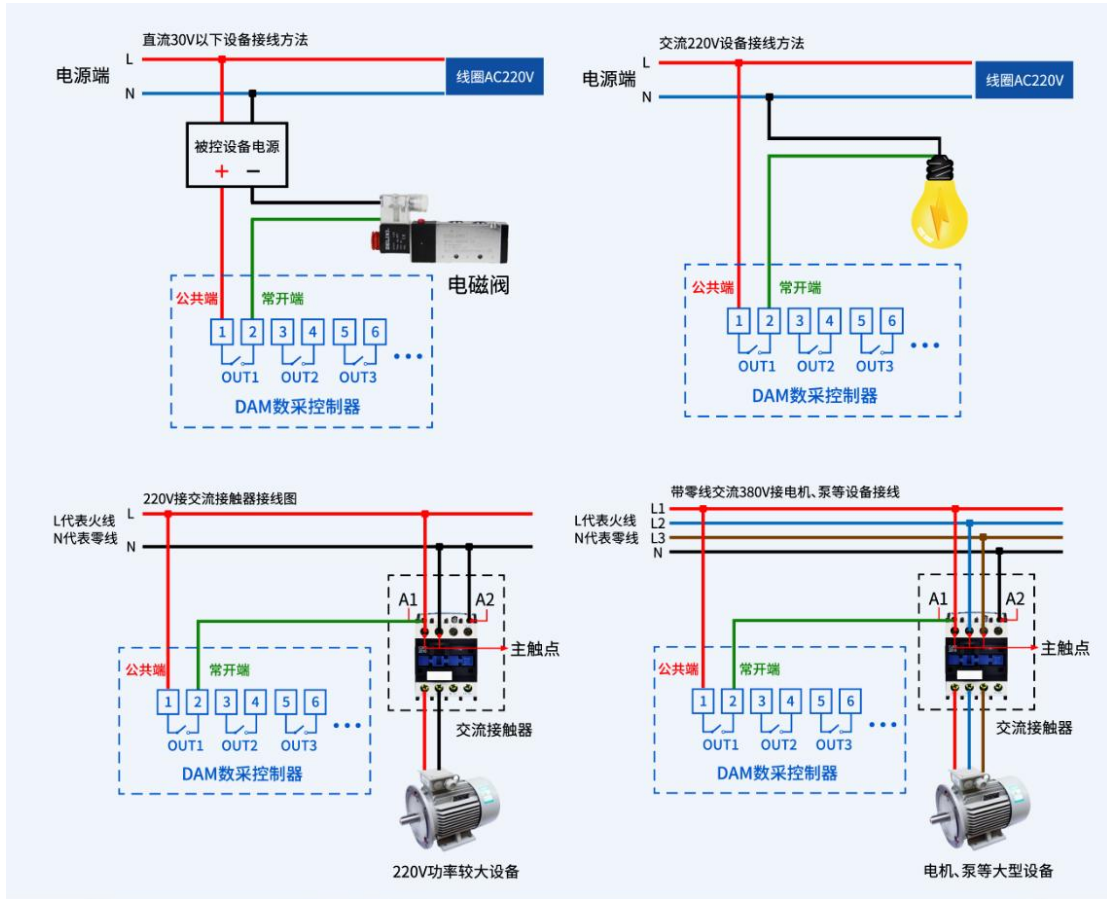 直流30V以下设备接线方法
L
电源端
N
线圈AC220V
被控设备电源
+ −
电磁阀
公共端
常开端
1 2 3 4 5 6
OUT1 OUT2 OUT3
DAM数采控制器
交流220V设备接线方法
L
电源端
N
线圈AC220V
公共端
常开端
1 2 3 4 5 6
OUT1 OUT2 OUT3
DAM数采控制器
220V接交流接触器接线图
L代表火线
N代表零线
L
N
A1 A2
主触点
公共端
常开端
1 2 3 4 5 6
OUT1 OUT2 OUT3
交流接触器
DAM数采控制器
220V功率较大设备
带零线交流380V接电机、泵等设备接线
L代表火线
N代表零线
L1
L2
L3
N
A1 A2
主触点
公共端
常开端
1 2 3 4 5 6
OUT1 OUT2 OUT3
交流接触器
DAM数采控制器
电机、泵等大型设备